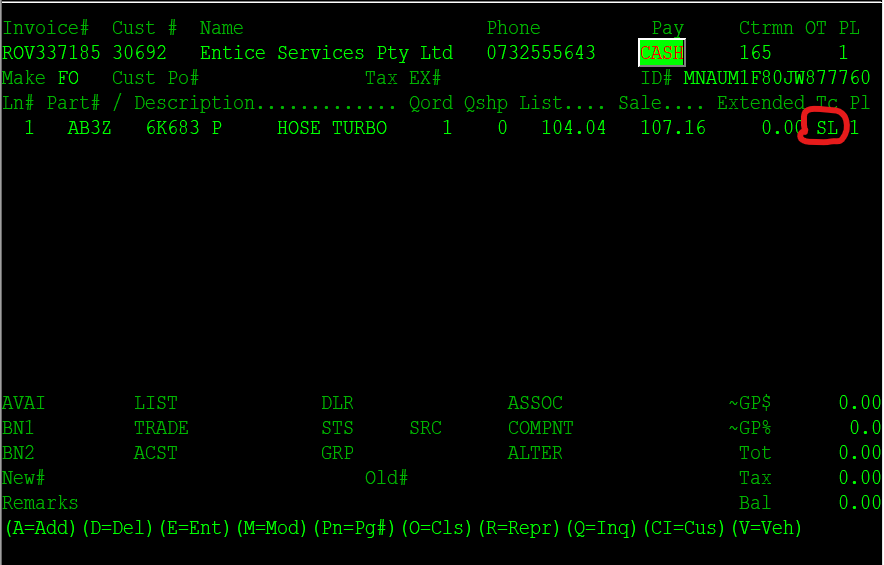 Invoice# Cust # Name Phone Pay Ctrmn OT PL
ROV337185 30692 Entice Services Pty Ltd 0732555643 CASH 165 1
Make FO Cust Po# Tax EX# ID# MNAUM1F80JW877760
Ln# Part# / Description............. Qord Qshp List.... Sale.... Extended Tc Pl
1 AB3Z 6K683 P HOSE TURBO 1 0 104.04 107.16 0.00 SL 1
AVAI LIST DLR ASSOC ~GP$ 0.00
BN1 TRADE STS SRC COMPNT ~GP% 0.0
BN2 ACST GRP ALTER Tot 0.00
New# Old# Tax 0.00
Remarks Bal 0.00
(A=Add)(D=Del)(E=Ent)(M=Mod)(Pn=Pg#)(O=Cls)(R=Repr)(Q=Inq)(CI=Cus)(V=Veh)